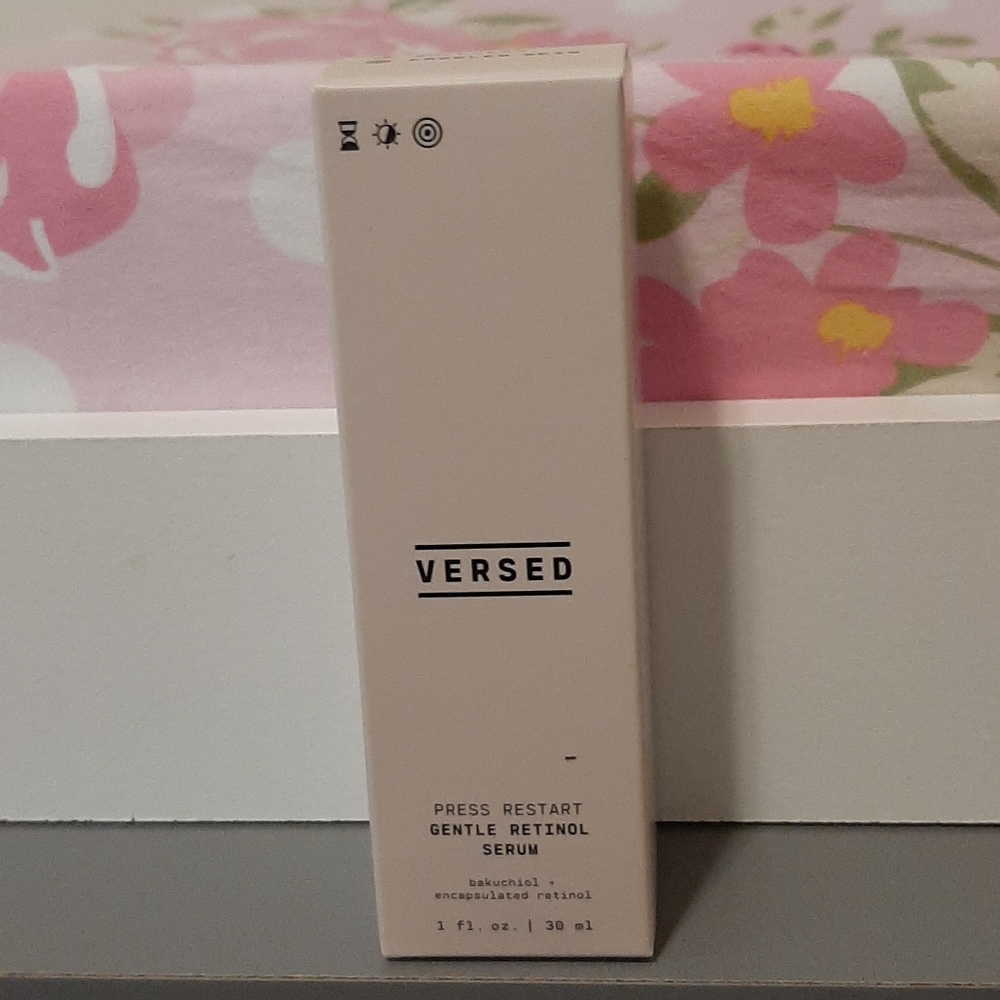 VERSED
PRESS RESTART
GENTLE RETINOL
SERUM
bakuchiol +
encapsulated retinol
1 fl. oz. | 30 ml